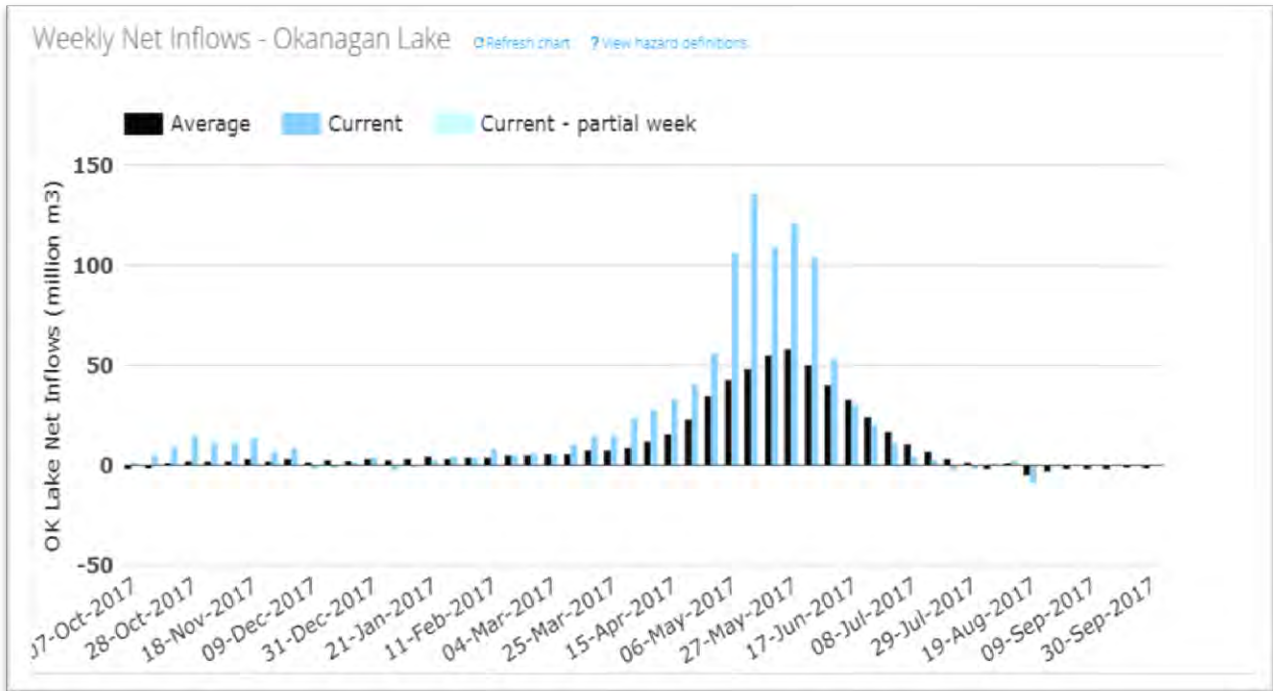 Weekly Net Inflows - Okanagan Lake Refresh chart ? View hazard definitions
Average Current Current - partial week
OK Lake Net Inflows (million m3)
150
100
50
0
-50
07-Oct-2017 28-Oct-2017 18-Nov-2017 09-Dec-2017 31-Dec-2017 21-Jan-2017 11-Feb-2017 04-Mar-2017 25-Mar-2017 15-Apr-2017 06-May-2017 27-May-2017 17-Jun-2017 08-Jul-2017 29-Jul-2017 19-Aug-2017 09-Sep-2017 30-Sep-2017